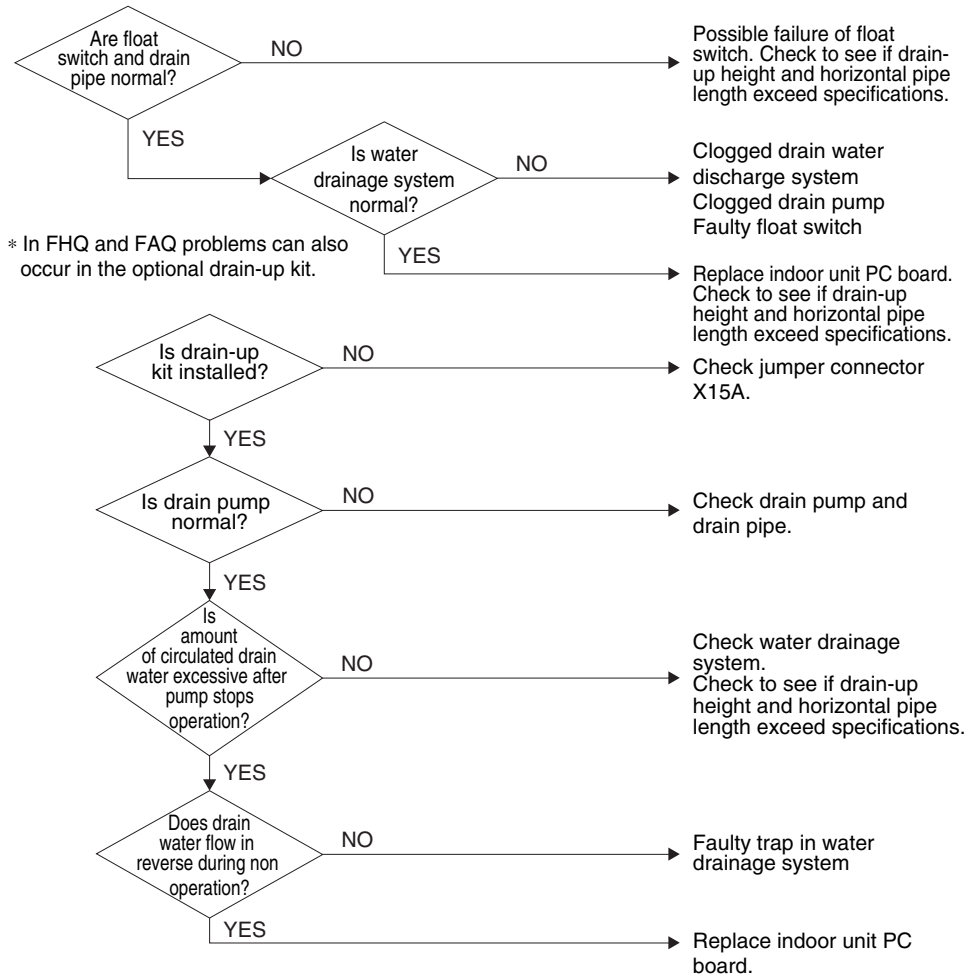 Are float
switch and drain
pipe normal?
NO
Possible failure of float
switch. Check to see if drain-
up height and horizontal pipe
length exceed specifications.
YES
Is water
drainage system
normal?
NO
Clogged drain water
discharge system
Clogged drain pump
Faulty float switch
* In FHQ and FAQ problems can also
occur in the optional drain-up kit.
YES
Replace indoor unit PC board.
Check to see if drain-up
height and horizontal pipe
length exceed specifications.
Is drain-up
kit installed?
NO
Check jumper connector
X15A.
YES
Is drain pump
normal?
NO
Check drain pump and
drain pipe.
YES
Is
amount
of circulated drain
water excessive after
pump stops
operation?
NO
Check water drainage
system.
Check to see if drain-up
height and horizontal pipe
length exceed specifications.
YES
Does drain
water flow in
reverse during non
operation?
NO
Faulty trap in water
drainage system
YES
Replace indoor unit PC
board.